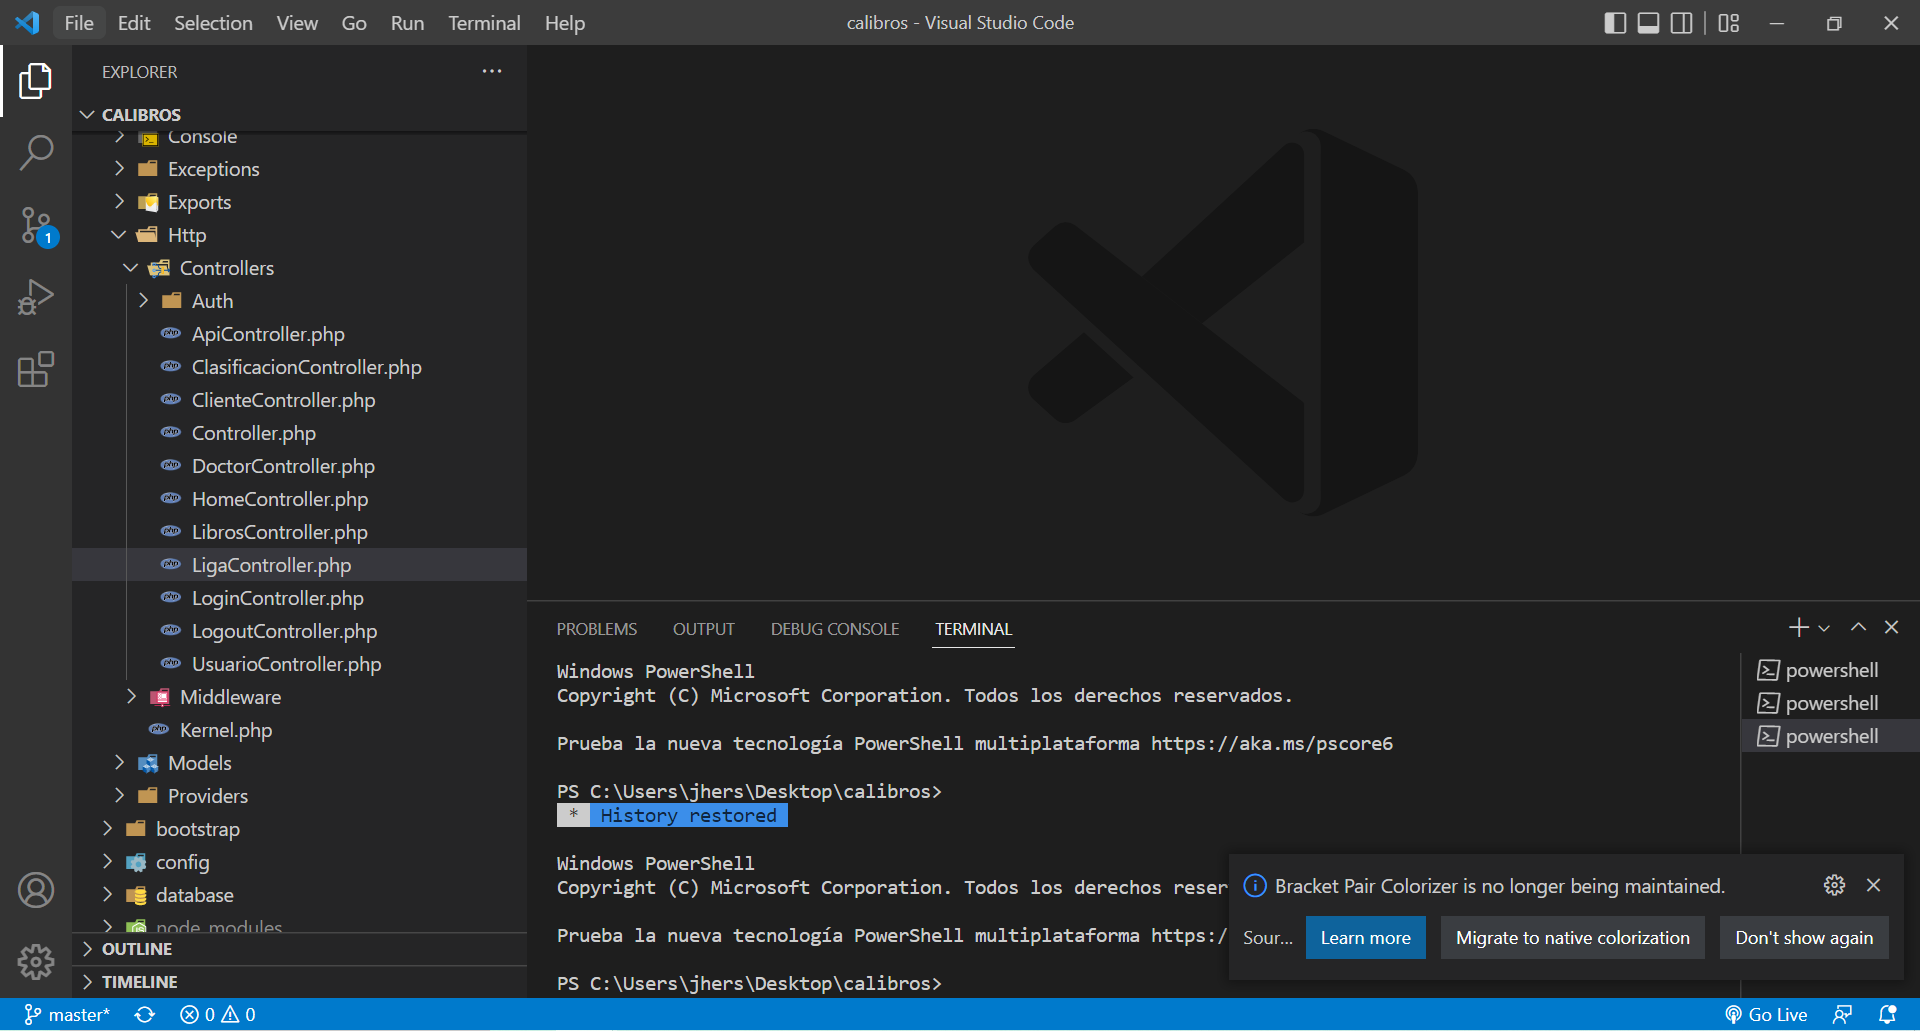 File Edit Selection View Go Run Terminal Help
calibros - Visual Studio Code
EXPLORER
CALIBROS
Console
Exceptions
Exports
Http
Controllers
Auth
ApiController.php
ClasificacionController.php
ClienteController.php
Controller.php
DoctorController.php
HomeController.php
LibrosController.php
LigaController.php
LoginController.php
LogoutController.php
UsuarioController.php
Middleware
Kernel.php
Models
Providers
bootstrap
config
database
node_modules
OUTLINE
TIMELINE
1
PROBLEMS OUTPUT DEBUG CONSOLE TERMINAL
Windows PowerShell
Copyright (C) Microsoft Corporation. Todos los derechos reservados.
Prueba la nueva tecnología PowerShell multiplataforma https://aka.ms/pscore6
PS C:\Users\jhers\Desktop\calibros>
* History restored
Windows PowerShell
Copyright (C) Microsoft Corporation. Todos los derechos reser
Prueba la nueva tecnología PowerShell multiplataforma https:/
PS C:\Users\jhers\Desktop\calibros>
powershell
powershell
powershell
Bracket Pair Colorizer is no longer being maintained.
Sour... Learn more Migrate to native colorization Don't show again
master* 0 0 Go Live